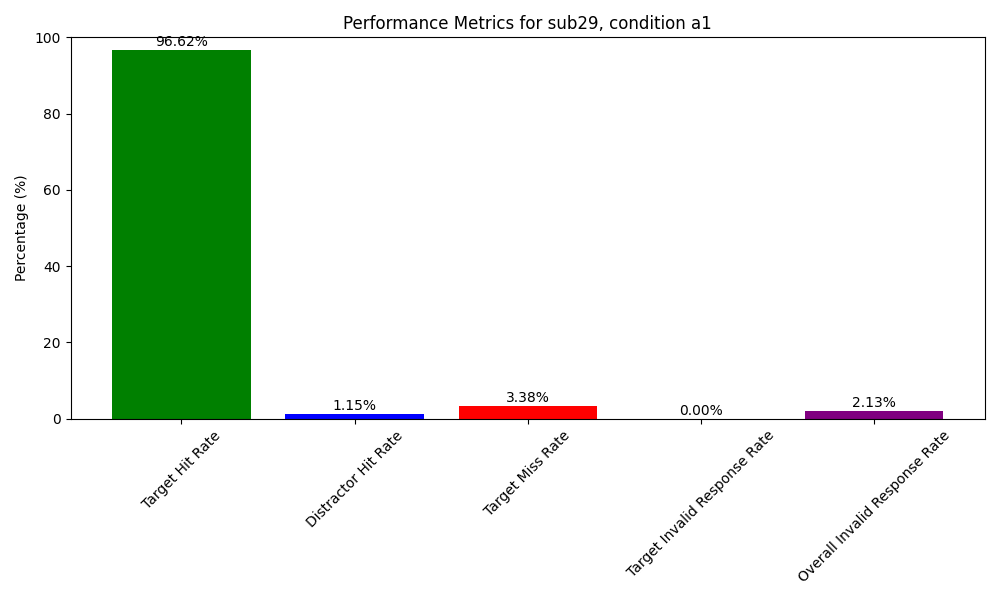 Performance Metrics for sub29, condition a1
Percentage (%)
100
80
60
40
20
0
96.62%
1.15%
3.38%
0.00%
2.13%
Target Hit Rate
Distractor Hit Rate
Target Miss Rate
Target Invalid Response Rate
Overall Invalid Response Rate